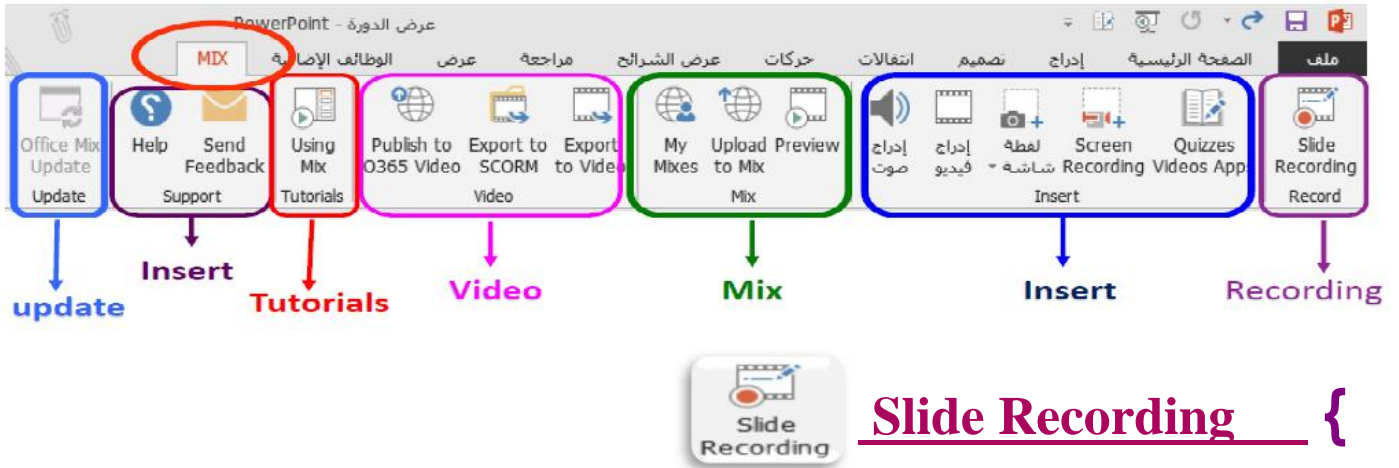 عرض الدورة - PowerPoint
ملف الصفحة الرئيسية إدراج تصميم انتقالات حركات عرض الشرائح مراجعة عرض الوظائف الإضافية MIX
Slide Recording
Record
Quizzes Videos Apps
Screen Recording
لقطة شاشة
إدراج فيديو
إدراج صوت
Insert
Preview
Upload to Mix
My Mixes
Mix
Export to Video
Export to SCORM
Publish to O365 Video
Video
Using Mix
Tutorials
Send Feedback
Help
Support
Office Mix Update
Update
Recording
Insert
Mix
Video
Tutorials
Insert
update
Slide Recording {
Slide
Recording